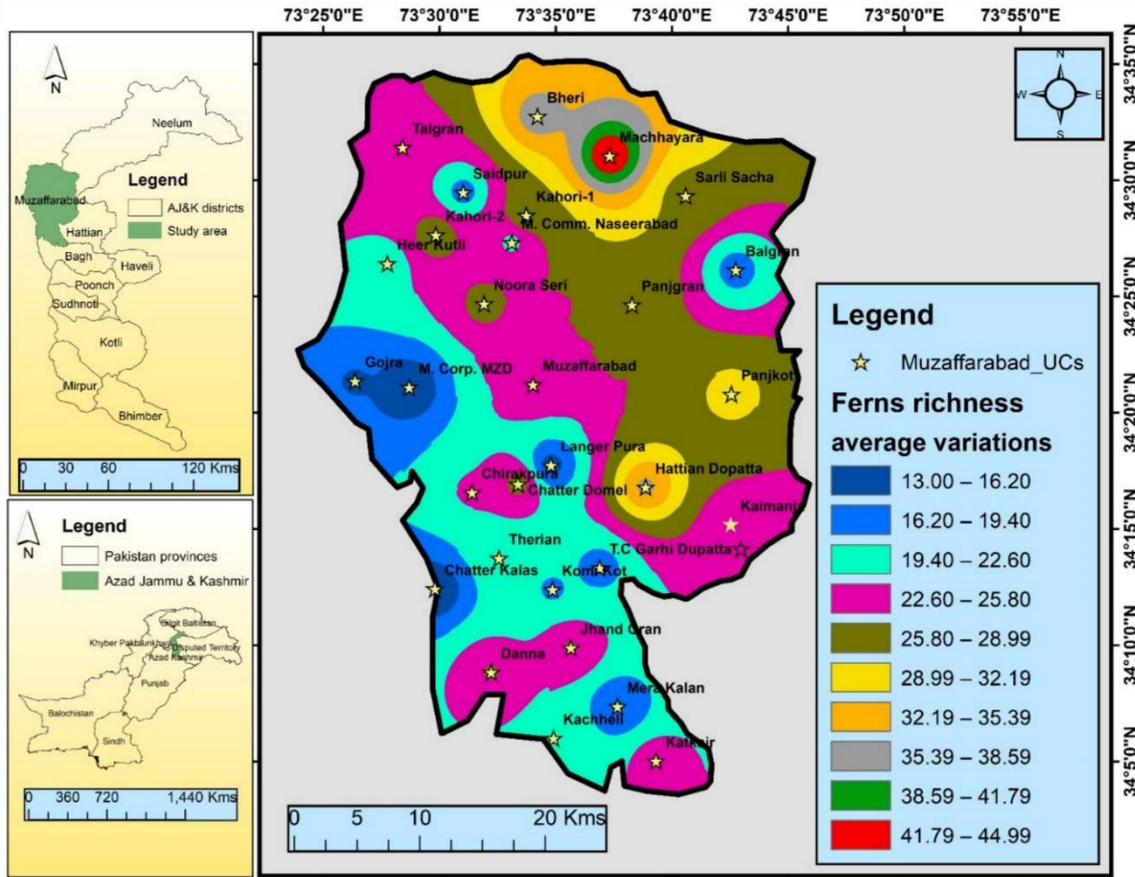 73°25'0"E 73°30'0"E 73°35'0"E 73°40'0"E 73°45'0"E 73°50'0"E 73°55'0"E
N
Neelum
Legend
AJ&K districts
Study area
Muzaffarabad
Hattian
Bagh
Haveli
Poonch
Sudhnoti
Kotli
Mirpur
Bhimber
0 30 60 120 Kms
N
Legend
Pakistan provinces
Azad Jammu & Kashmir
Gilgit Baltistan
Khyber Pakhtunkhwa
Disputed Territory
Azad Kashmir
Punjab
Balochistan
Sindh
0 360 720 1,440 Kms
N
W E
S
Bheri
Talgran
Machhayara
Saidpur
Sarli Sacha
Kahori-1
Kahori-2
M. Comm. Naseerabad
Heer Kutli
Balgran
Noora Seri
Panjgran
Gojra
M. Corp. MZD
Muzaffarabad
Panjkot
Langer Pura
Chirakpura
Hattian Dopatta
Chatter Domel
Kaimanja
Therian
T.C Garhi Dupatta
Chatter Kalas
Komi Kot
Jhand Gran
Danna
Mera Kalan
Kachheli
Katkair
0 5 10 20 Kms
Legend
Muzaffarabad_UCs
Ferns richness
average variations
13.00 – 16.20
16.20 – 19.40
19.40 – 22.60
22.60 – 25.80
25.80 – 28.99
28.99 – 32.19
32.19 – 35.39
35.39 – 38.59
38.59 – 41.79
41.79 – 44.99
34°35'0"N
34°30'0"N
34°25'0"N
34°20'0"N
34°15'0"N
34°10'0"N
34°5'0"N